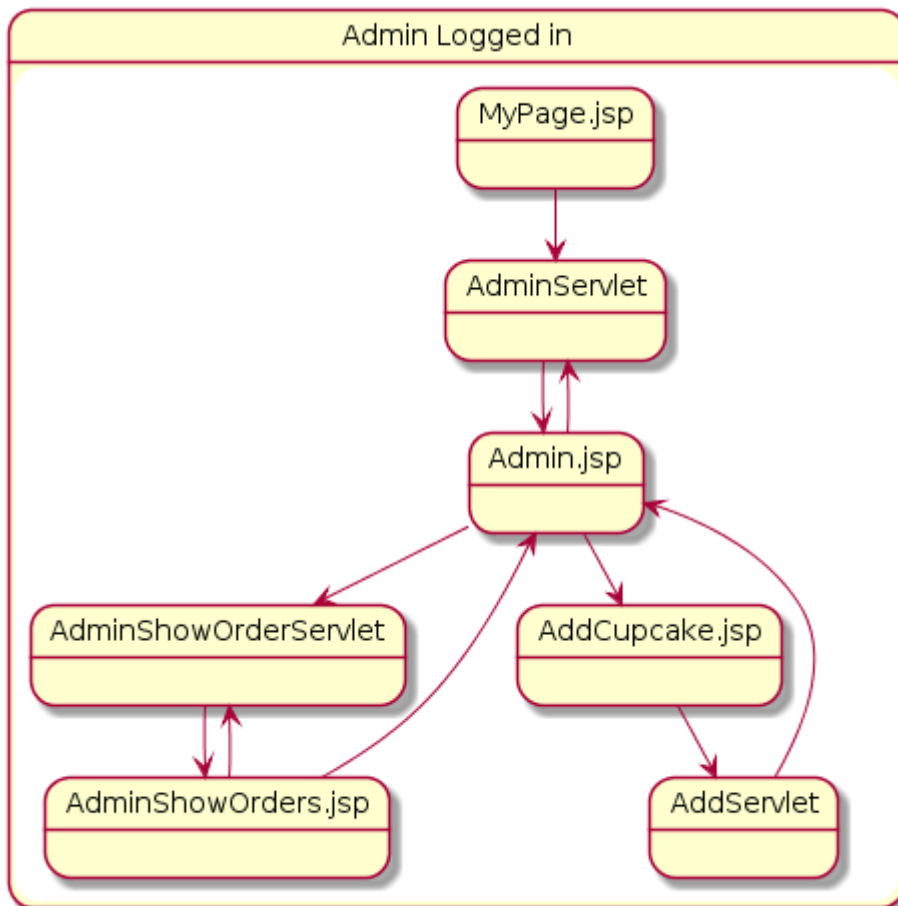 Admin Logged in
MyPage.jsp
AdminServlet
Admin.jsp
AdminShowOrderServlet
AddCupcake.jsp
AdminShowOrders.jsp
AddServlet